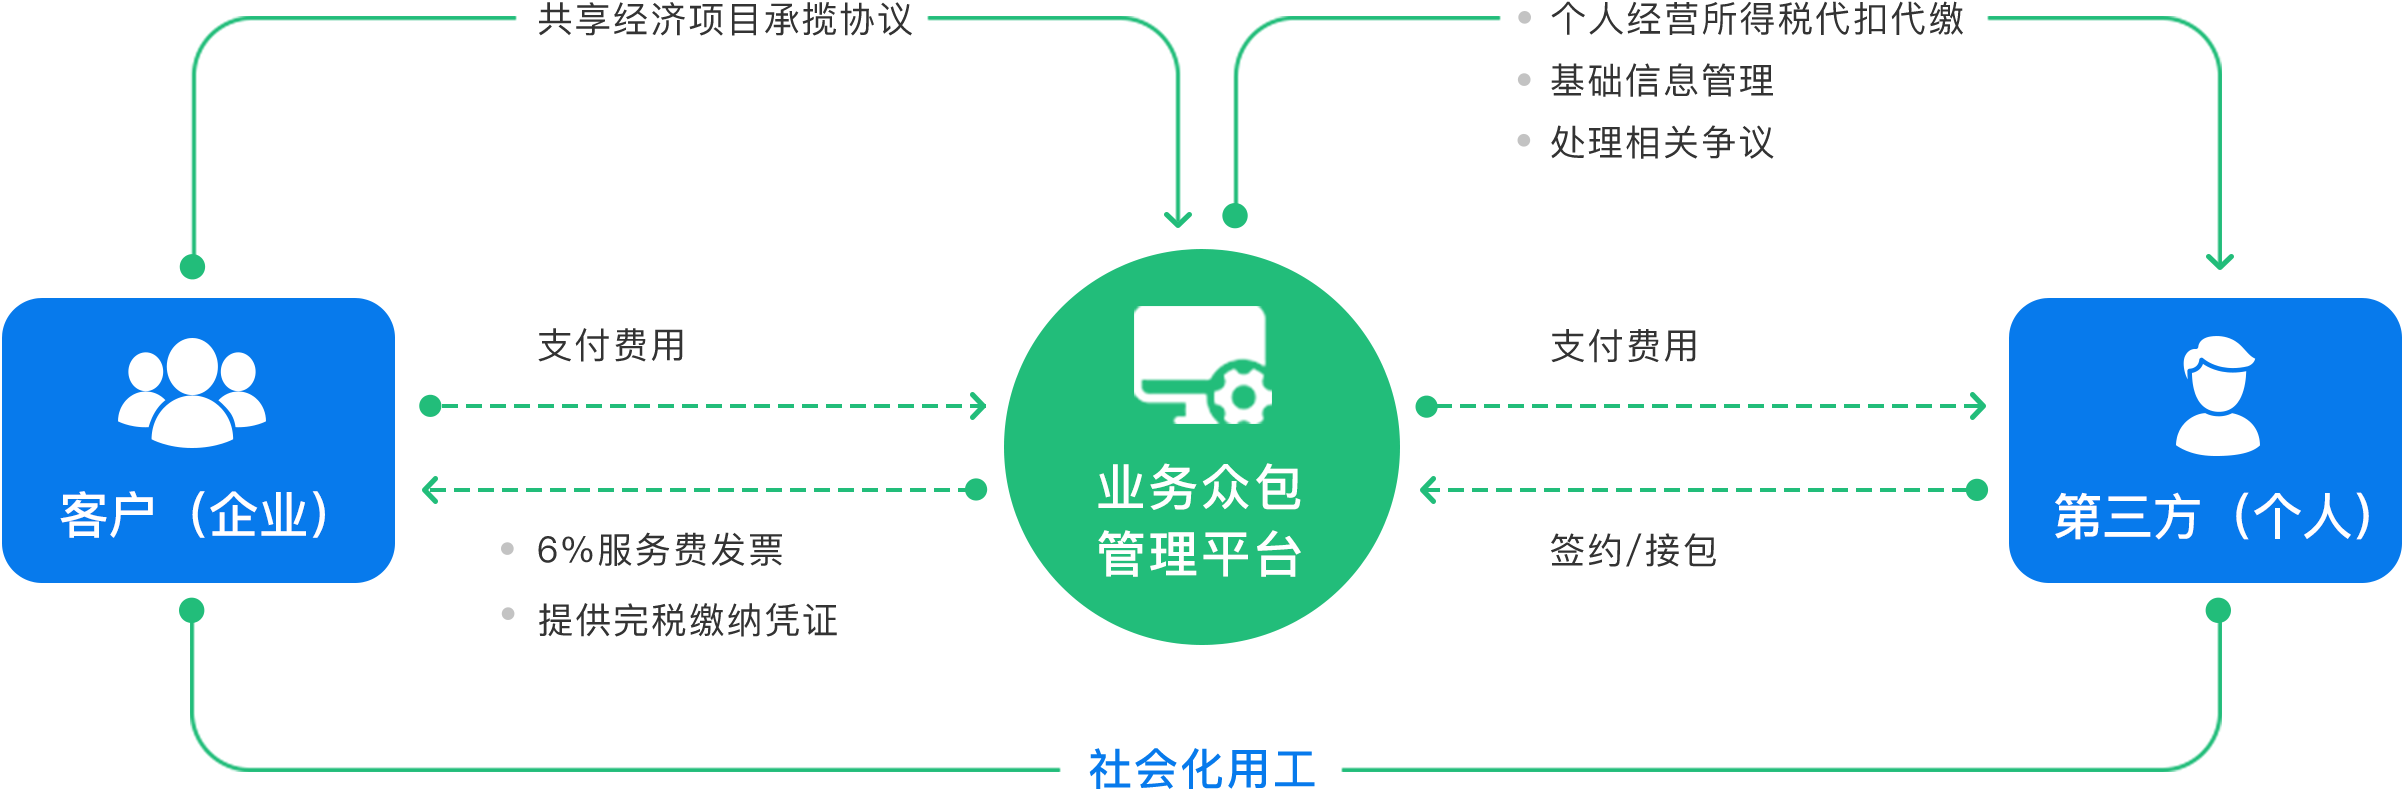 共享经济项目承揽协议
个人经营所得税代扣代缴
基础信息管理
处理相关争议
支付费用
支付费用
业务众包
管理平台
客户（企业）
第三方（个人）
6%服务费发票
提供完税缴纳凭证
签约/接包
社会化用工